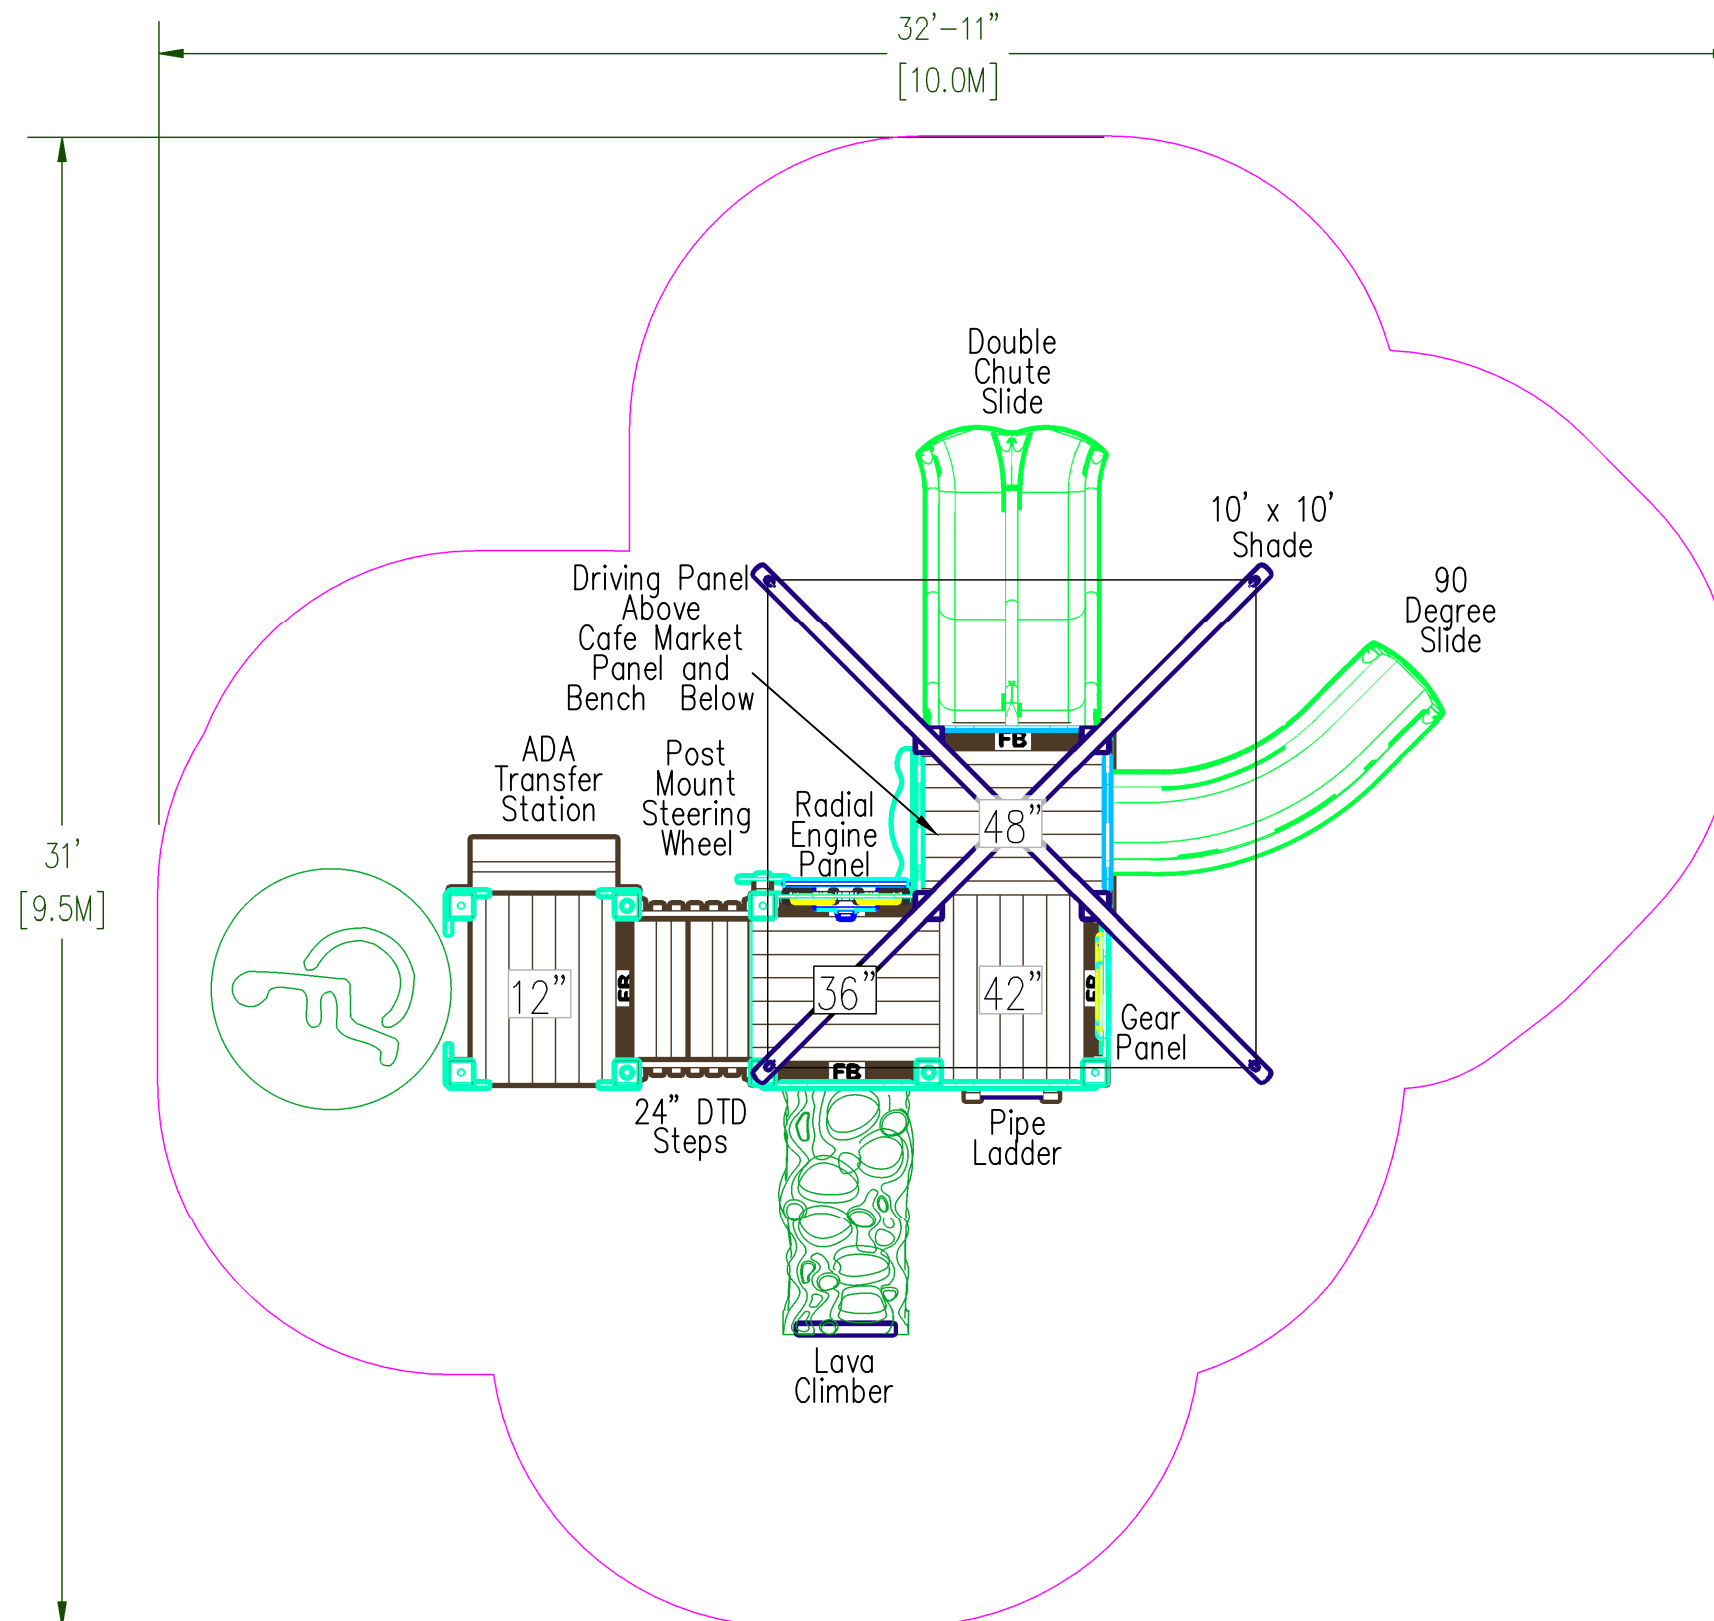 32'-11"
[10.0M]
Double
Chute
Slide
10' x 10'
Shade
90
Degree
Slide
Driving Panel
Above
Cafe Market
Panel and
Bench Below
ADA
Transfer
Station
Post
Mount
Steering
Wheel
Radial
Engine
Panel
FB
48"
31'
[9.5M]
12"
FB
36"
42"
FB
Gear
Panel
FB
24" DTD
Steps
Pipe
Ladder
Lava
Climber